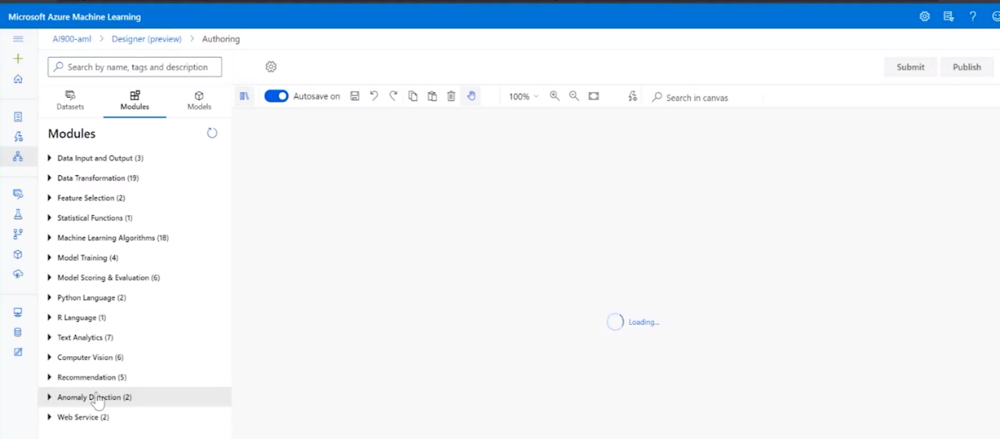 Microsoft Azure Machine Learning
AI900-aml > Designer (preview) > Authoring
Search by name, tags and description
Submit
Publish
Datasets
Modules
Models
Autosave on
100%
Search in canvas
Modules
Data Input and Output (3)
Data Transformation (19)
Feature Selection (2)
Statistical Functions (1)
Machine Learning Algorithms (18)
Model Training (4)
Model Scoring & Evaluation (6)
Python Language (2)
R Language (1)
Loading...
Text Analytics (7)
Computer Vision (6)
Recommendation (5)
Anomaly Detection (2)
Web Service (2)